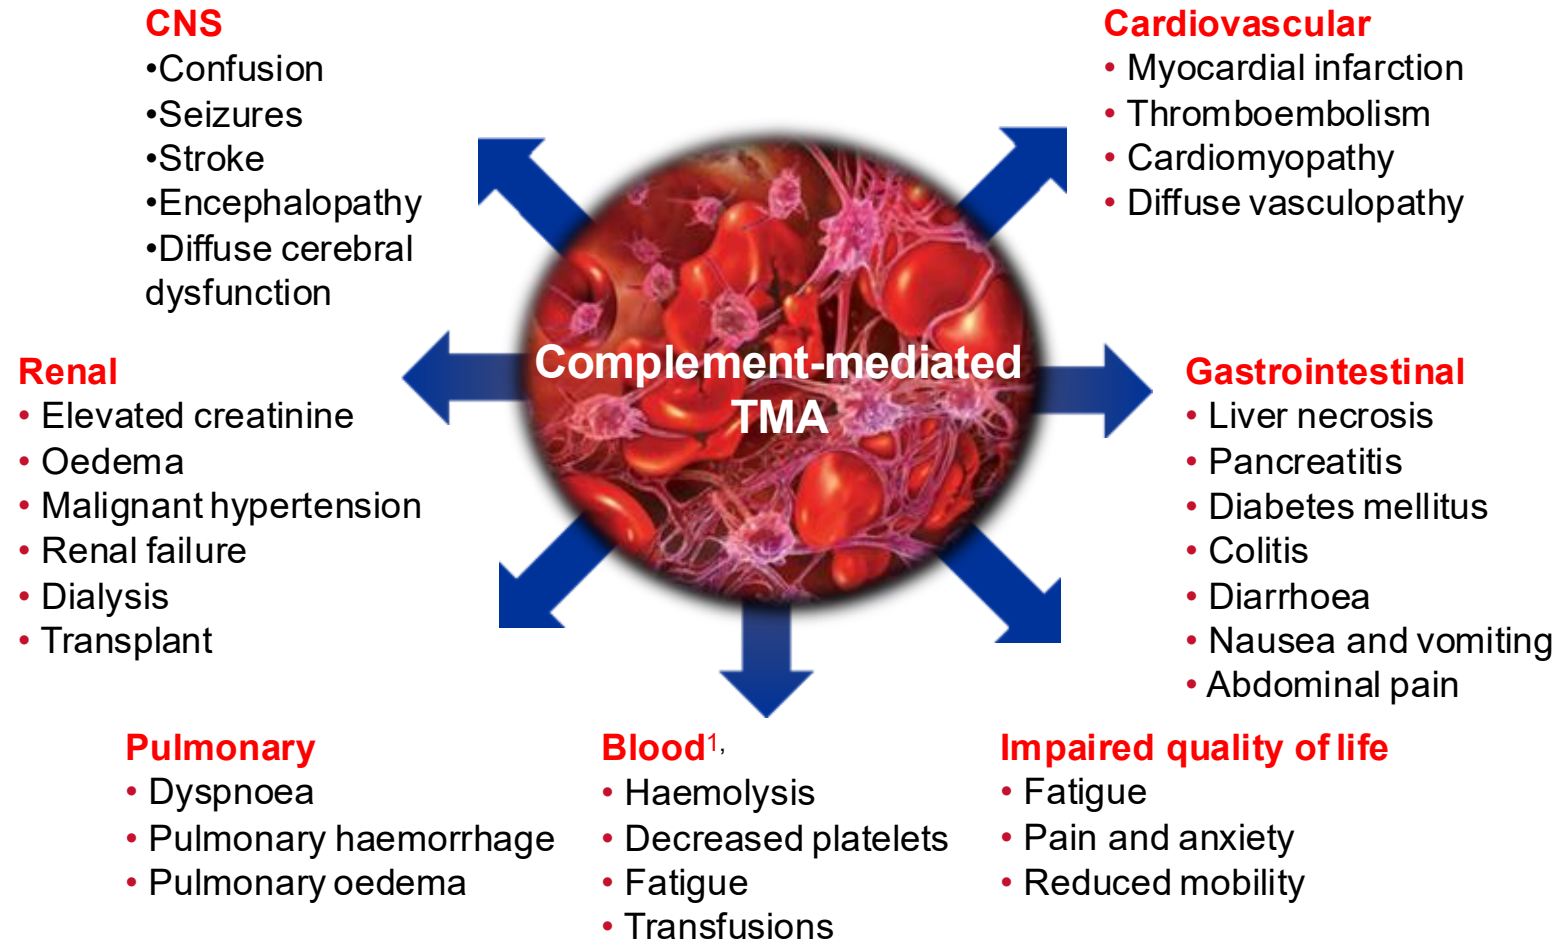 CNS
•Confusion
•Seizures
•Stroke
•Encephalopathy
•Diffuse cerebral
dysfunction
Cardiovascular
• Myocardial infarction
• Thromboembolism
• Cardiomyopathy
• Diffuse vasculopathy
Complement-mediated
TMA
Renal
• Elevated creatinine
• Oedema
• Malignant hypertension
• Renal failure
• Dialysis
• Transplant
Gastrointestinal
• Liver necrosis
• Pancreatitis
• Diabetes mellitus
• Colitis
• Diarrhoea
• Nausea and vomiting
• Abdominal pain
Pulmonary
• Dyspnoea
• Pulmonary haemorrhage
• Pulmonary oedema
Blood1,
• Haemolysis
• Decreased platelets
• Fatigue
• Transfusions
Impaired quality of life
• Fatigue
• Pain and anxiety
• Reduced mobility